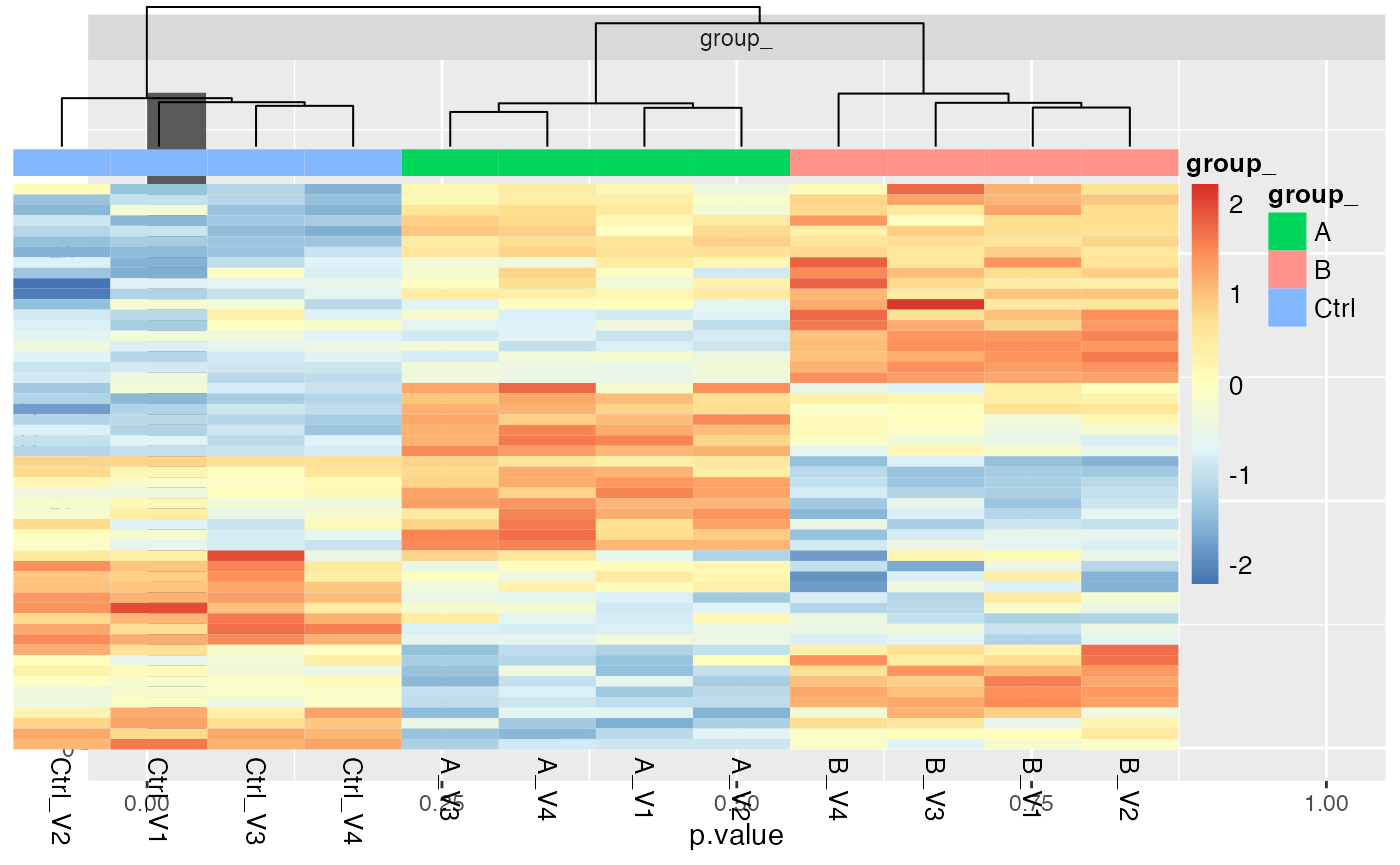 group_
group_
2
1
0
-1
-2
group_
A
B
Ctrl
Ctrl_V2
Ctrl_V1
Ctrl_V3
Ctrl_V4
A_V3
A_V4
A_V1
A_V2
B_V4
B_V3
B_V1
B_V2
0.00
0.25
0.50
0.75
1.00
p.value